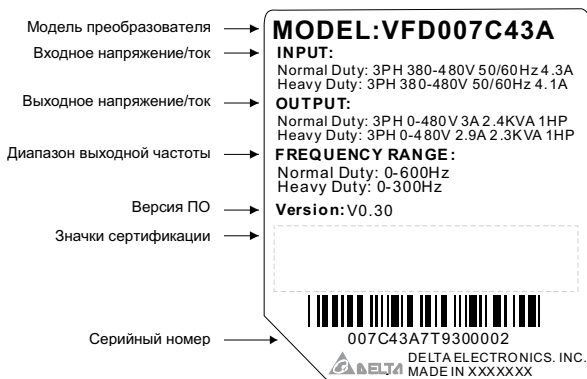 Модель преобразователя
MODEL:VFD007C43A
Входное напряжение/ток
INPUT:
Normal Duty: 3PH 380-480V 50/60Hz 4.3A
Heavy Duty: 3PH 380-480V 50/60Hz 4.1A
Выходное напряжение/ток
OUTPUT:
Normal Duty: 3PH 0-480V 3A 2.4KVA 1HP
Heavy Duty: 3PH 0-480V 2.9A 2.3KVA 1HP
Диапазон выходной частоты
FREQUENCY RANGE:
Normal Duty: 0-600Hz
Heavy Duty: 0-300Hz
Версия ПО
Version: V0.30
Значки сертификации
Серийный номер
007C43A7T9300002
DELTA
DELTA ELECTRONICS. INC.
MADE IN XXXXXXX